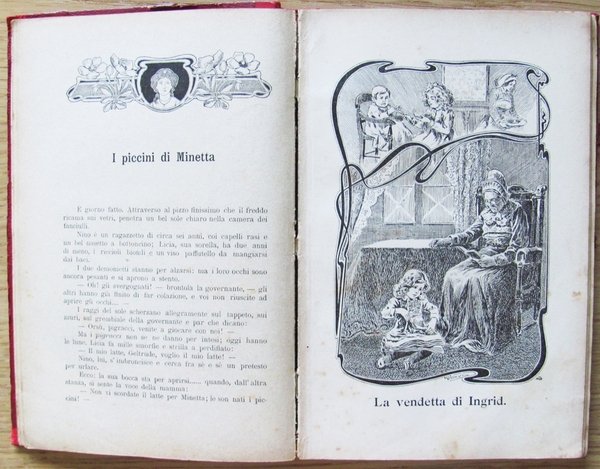 I piccini di Minetta
È giorno fatto. Attraverso al pizzo finissimo che il freddo
ricama sui vetri, penetra un bel sole chiaro nella camera dei
fanciulli.
Nino è un ragazzetto di circa sei anni, coi capelli rasi e
un bel nasetto a bottoncino; Licia, sua sorella, ha due anni
di meno, i riccioli biondi e un viso paffutello da mangiarsi
dai baci.
I due demonietti stanno per alzarsi: ma i loro occhi sono
ancora pesanti e si aprono a stento.
— Oh! gli svergognati! — brontola la governante, — gli
altri hanno già finito di far colazione, e voi non riuscite ad
aprire gli occhi... —
I raggi del sole scherzano allegramente sul tappeto, sui
muri, sul grembiale della governante e par che dicano:
— Orsù, pigracci, venite a giocare con noi! —
Ma i pigracci non se ne danno per intesi; oggi hanno
le lune. Licia fa mille smorfie e strilla a perdifiato:
— Il mio latte, Geltrude, voglio il mio latte! —
Nino, lui, s'imbroncisce e cerca fra sè e sè un pretesto
per urlare.
Ecco: la sua bocca sta per aprirsi..... quando, dall'altra
stanza, si sente la voce della mamma:
— Non vi scordate il latte per Minetta; le son nati i pic-
cini! —
La vendetta di Ingrid.